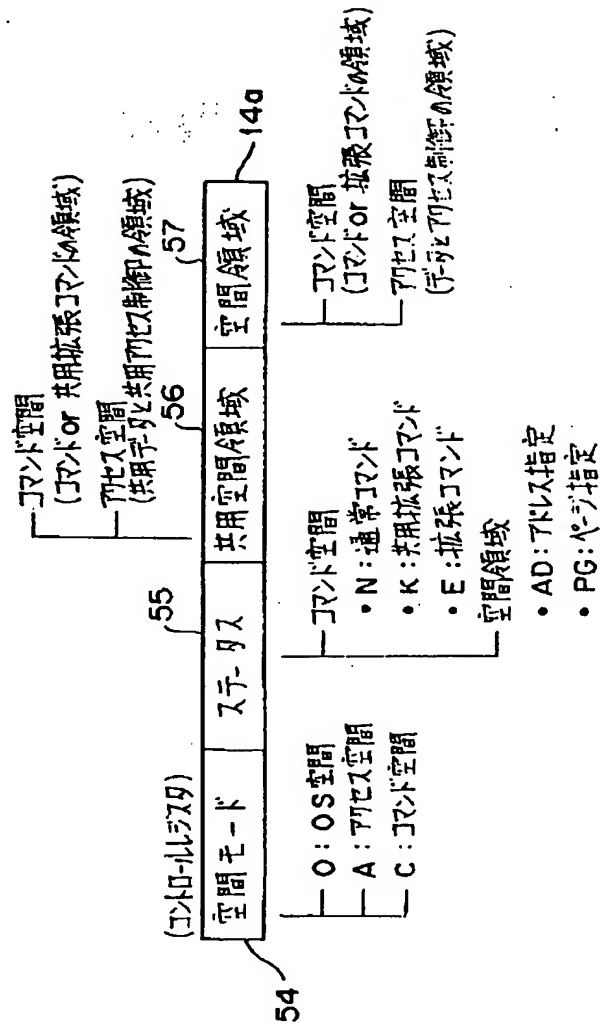 コマンド空間
(コマンド or 共用拡張コマンドの領域)
アクセス空間
(共用データと共用アクセス制御の領域)
(コントロールレジスタ)
54
55
56
57
14a
空間モード
ステータス
共用空間領域
空間領域
O:OS空間
A:アクセス空間
C:コマンド空間
コマンド空間
• N:通常コマンド
• K:共用拡張コマンド
• E:拡張コマンド
空間領域
• AD:アドレス指定
• PG:ページ指定
コマンド空間
(コマンド or 拡張コマンドの領域)
アクセス空間
(データとアクセス制御の領域)